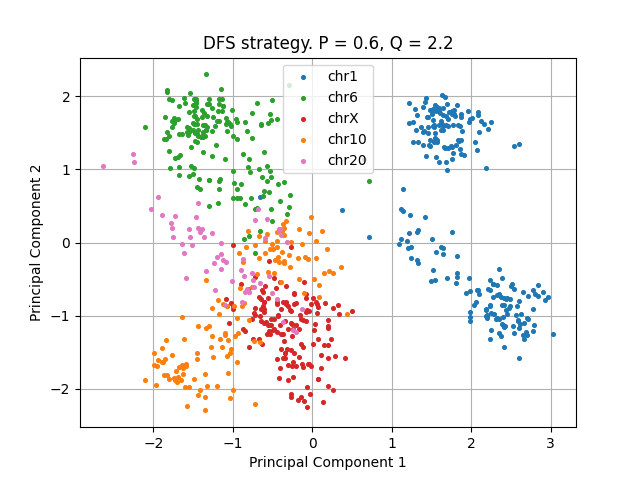 DFS strategy. P = 0.6, Q = 2.2
chr1
chr6
chrX
chr10
chr20
Principal Component 2
2
1
0
−1
−2
−2
−1
0
1
2
3
Principal Component 1